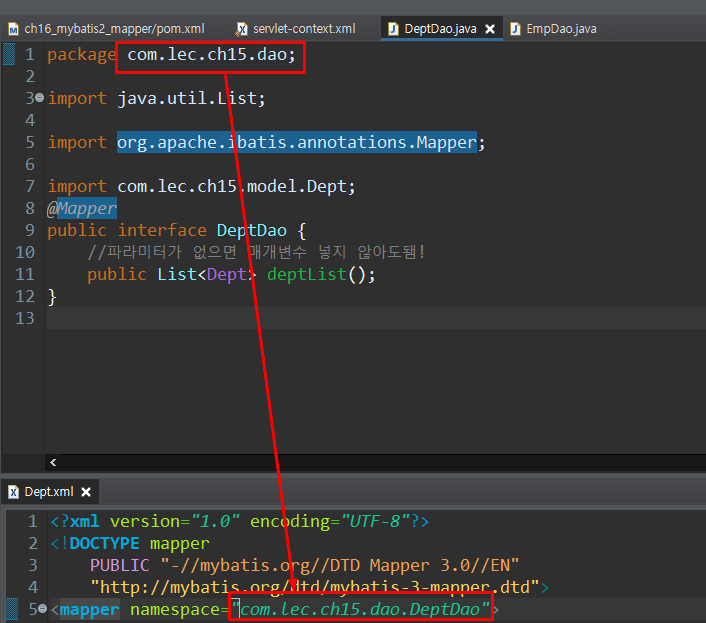 ch16_mybatis2_mapper/pom.xml servlet-context.xml DeptDao.java EmpDao.java
1 package com.lec.ch15.dao;
2
3 import java.util.List;
4
5 import org.apache.ibatis.annotations.Mapper;
6
7 import com.lec.ch15.model.Dept;
8 @Mapper
9 public interface DeptDao {
10 //파라미터가 없으면 매개변수 넣지 않아도됨!
11 public List<Dept> deptList();
12 }
13
Dept.xml
1 <?xml version="1.0" encoding="UTF-8"?>
2 <!DOCTYPE mapper
3 PUBLIC "-//mybatis.org//DTD Mapper 3.0//EN"
4 "http://mybatis.org/dtd/mybatis-3-mapper.dtd">
5 <mapper namespace="com.lec.ch15.dao.DeptDao">